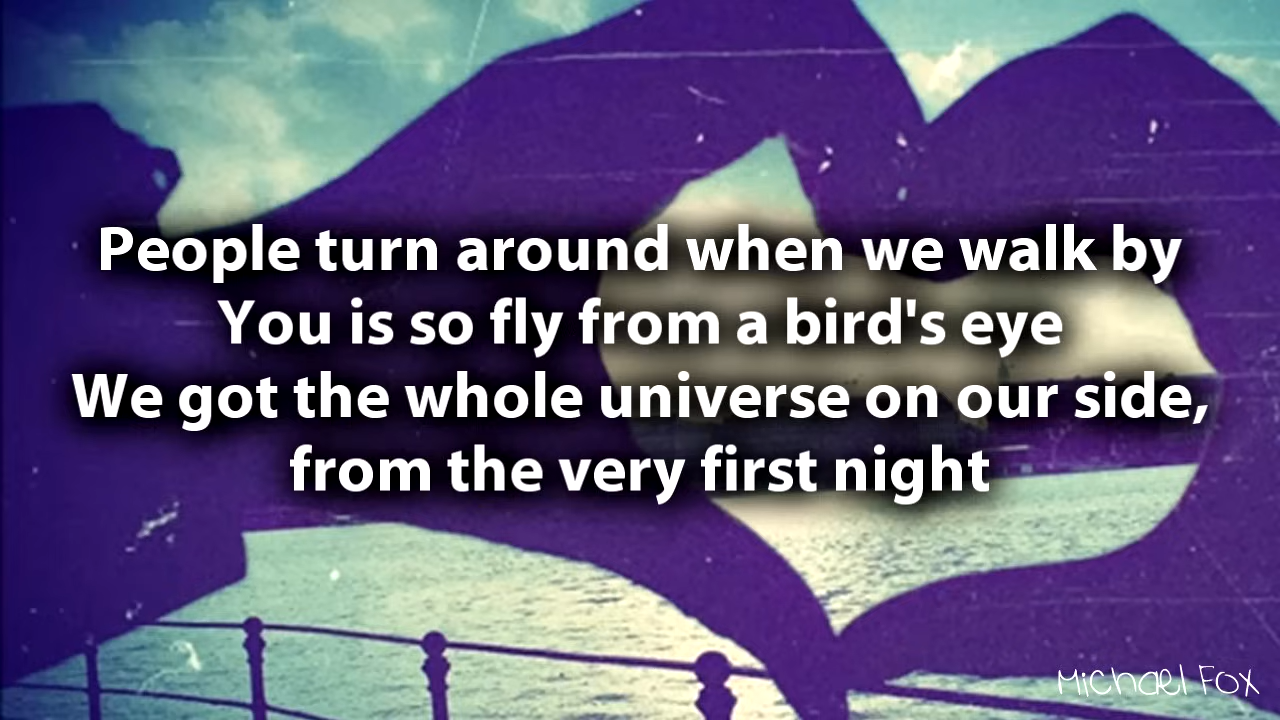 People turn around when we walk by
You is so fly from a bird's eye
We got the whole universe on our side,
from the very first night
Michael Fox